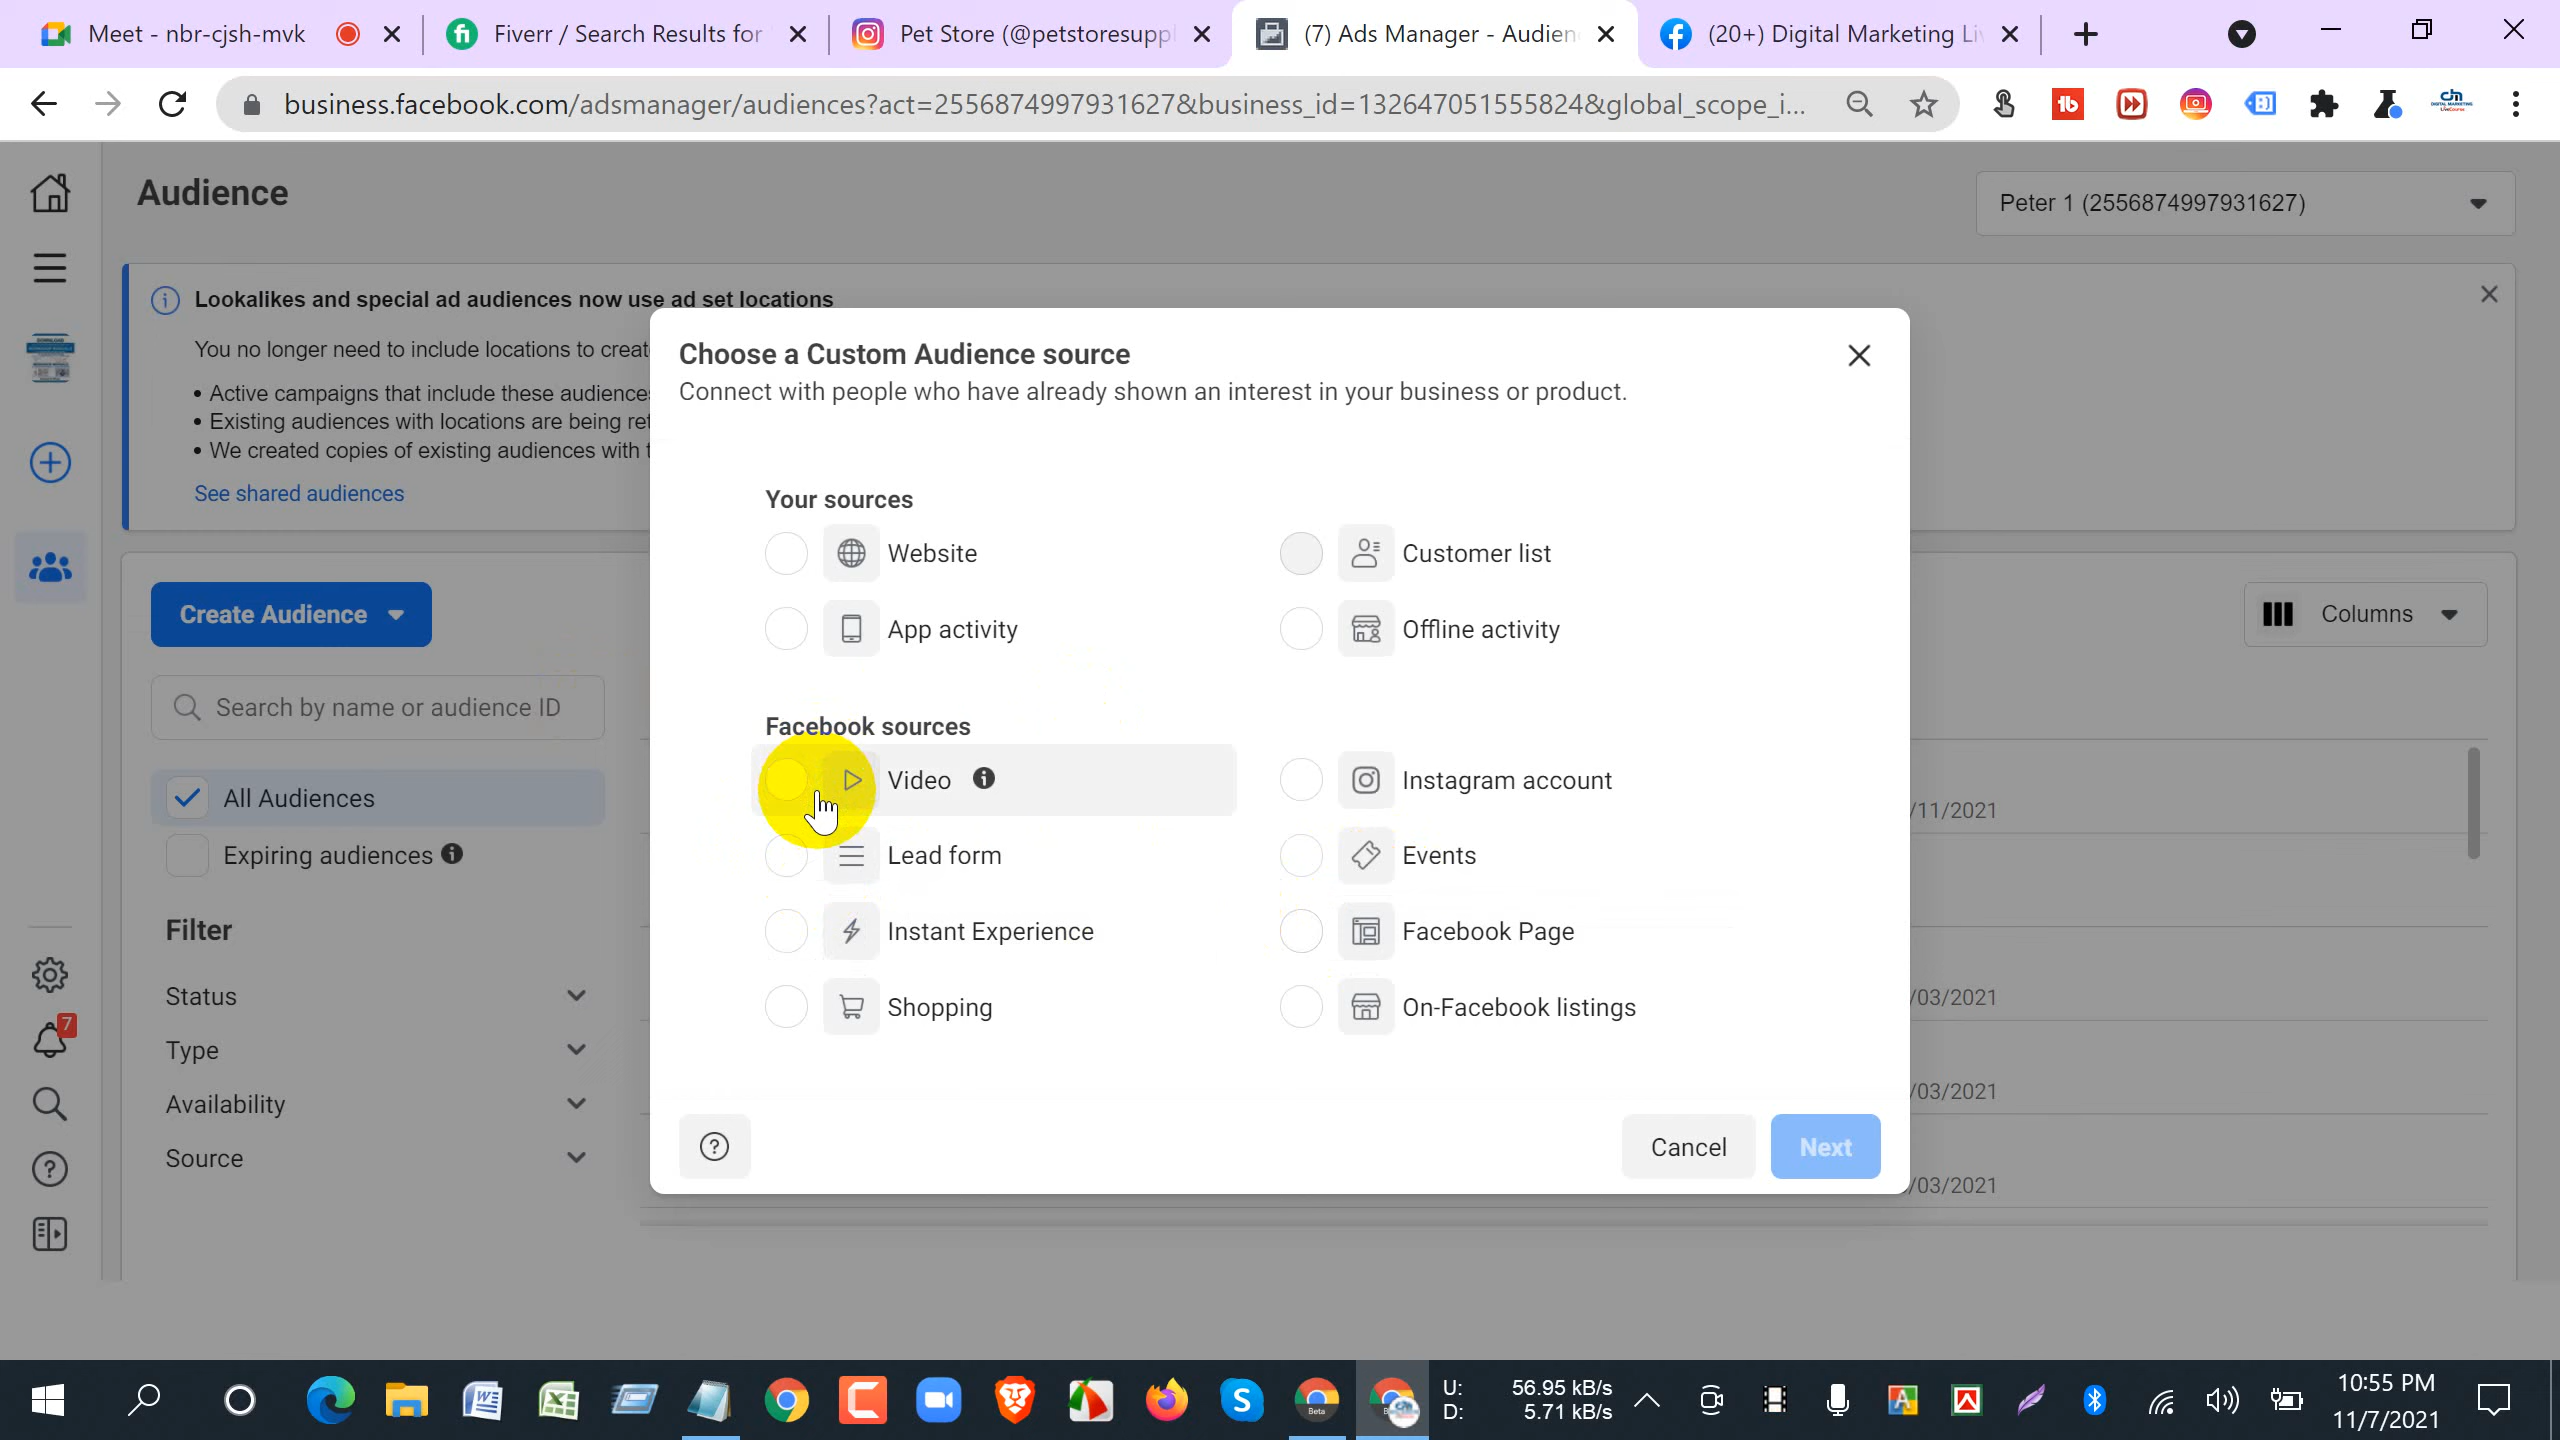 Meet - nbr-cjsh-mvk
Fiverr / Search Results for
Pet Store (@petstoresuppl
(7) Ads Manager - Audien
(20+) Digital Marketing Li
business.facebook.com/adsmanager/audiences?act=2556874997931627&business_id=132647051555824&global_scope_i...
Audience
Peter 1 (2556874997931627)
Lookalikes and special ad audiences now use ad set locations
You no longer need to include locations to creat
• Active campaigns that include these audiences
• Existing audiences with locations are being ret
• We created copies of existing audiences with t
See shared audiences
Choose a Custom Audience source
Connect with people who have already shown an interest in your business or product.
Your sources
Website
Customer list
App activity
Offline activity
Facebook sources
Video
Instagram account
Lead form
Events
Instant Experience
Facebook Page
Shopping
On-Facebook listings
Cancel
Next
Create Audience
Columns
Search by name or audience ID
All Audiences
Expiring audiences
Filter
Status
Type
Availability
Source
/11/2021
/03/2021
/03/2021
/03/2021
7
U: 56.95 kB/s
D: 5.71 kB/s
10:55 PM
11/7/2021